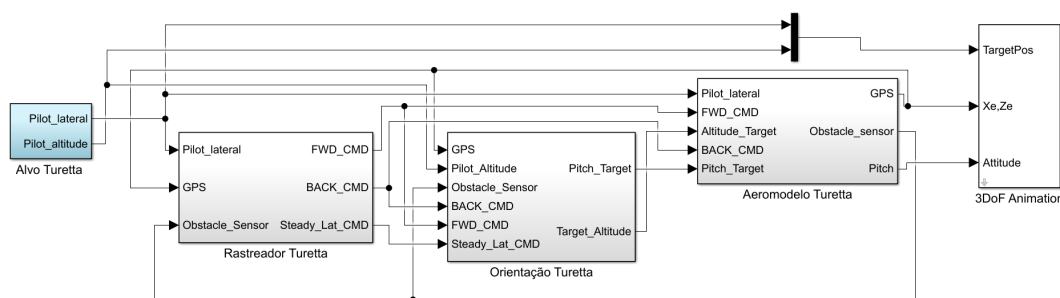 Pilot_lateral
Pilot_altitude
Alvo Turetta
Pilot_lateral
GPS
Obstacle_Sensor
FWD_CMD
BACK_CMD
Steady_Lat_CMD
Rastreador Turetta
GPS
Pilot_Altitude
Obstacle_Sensor
BACK_CMD
FWD_CMD
Steady_Lat_CMD
Pitch_Target
Target_Altitude
Orientação Turetta
Pilot_lateral
FWD_CMD
Altitude_Target
BACK_CMD
Pitch_Target
GPS
Obstacle_sensor
Pitch
Aeromodelo Turetta
TargetPos
Xe,Ze
Attitude
3DoF Animation